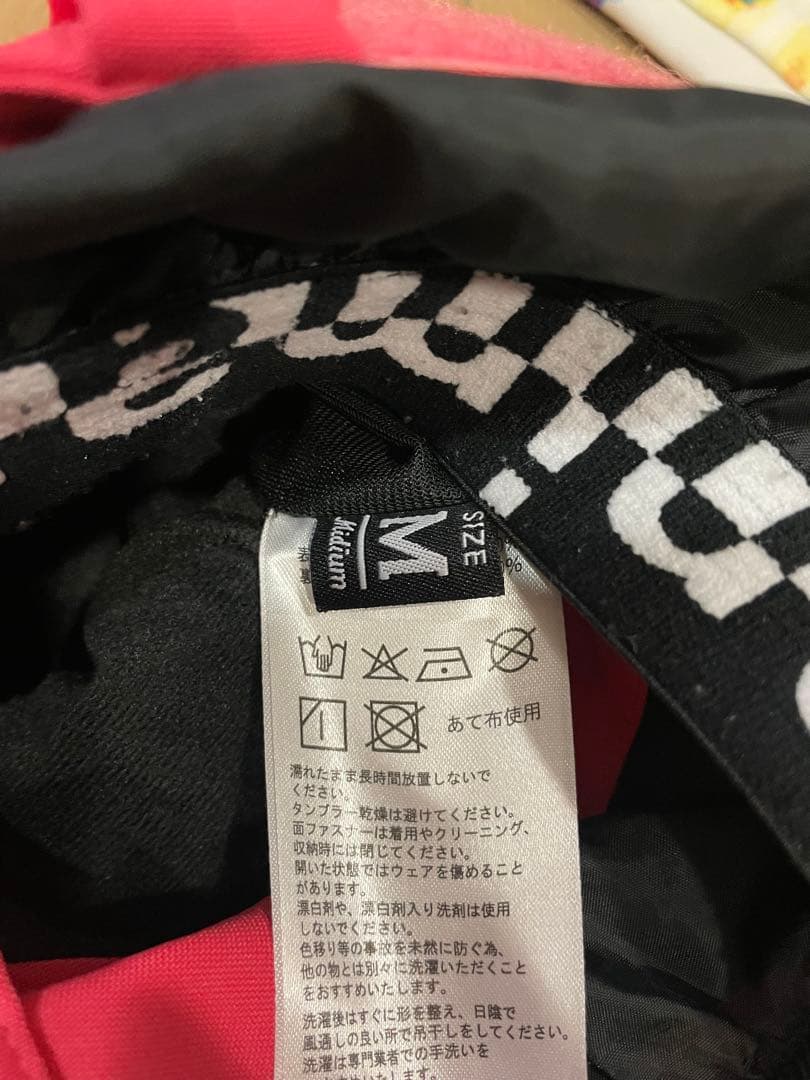 SIZE
M
Midium
%
あて布使用
濡れたまま長時間放置しないで
ください。
タンブラー乾燥は避けてください。
面ファスナーは着用やクリーニング、
収納時には閉じてください。
開いた状態ではウェアを傷めること
があります。
漂白剤や、漂白剤入り洗剤は使用
しないでください。
色移り等の事故を未然に防ぐ為、
他の物とは別々に洗濯いただくこと
をおすすめいたします。
洗濯後はすぐに形を整え、日陰で
風通しの良い所で吊干しをしてください。
洗濯は専門業者での手洗いを